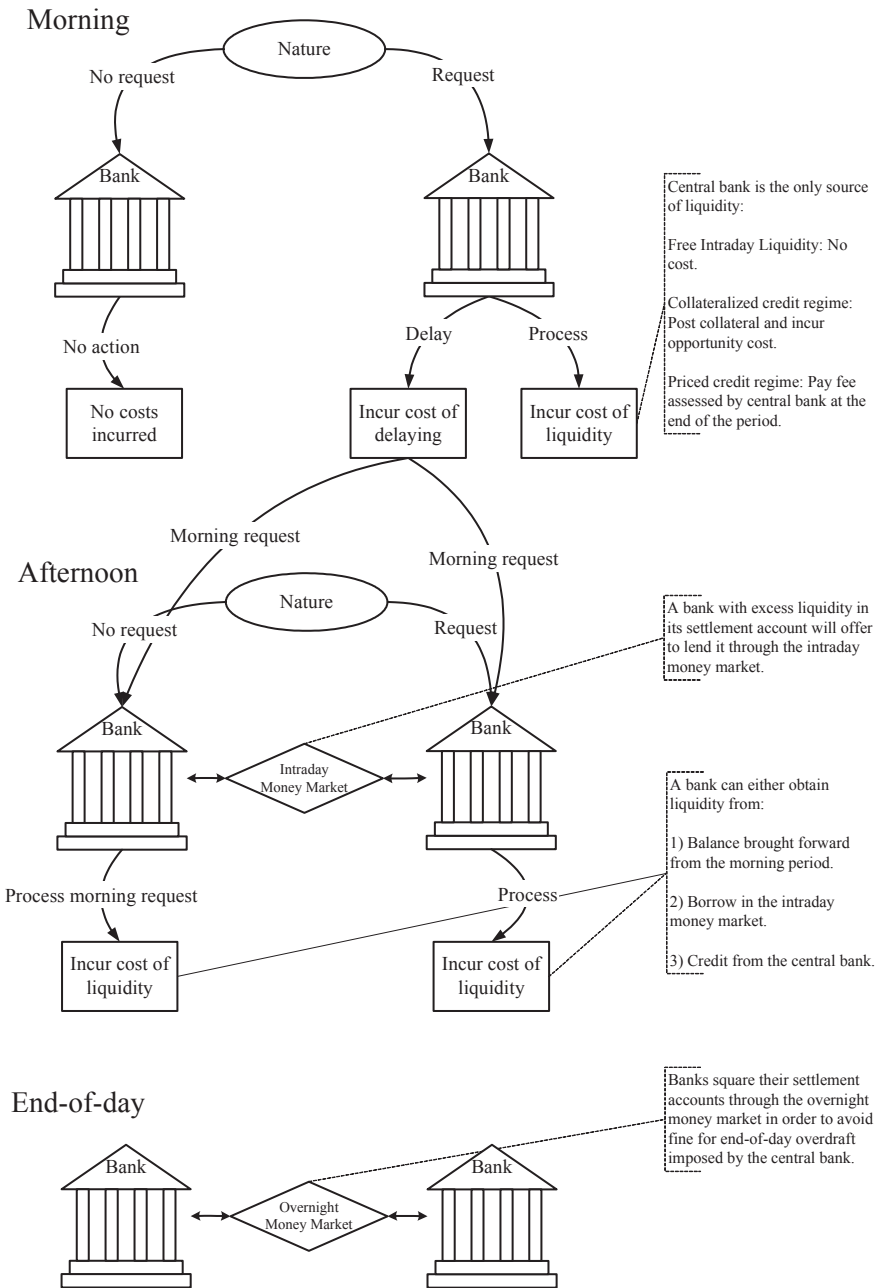 Morning
Nature
No request
Request
Bank
Bank
Central bank is the only source
of liquidity:
Free Intraday Liquidity: No
cost.
Collateralized credit regime:
Post collateral and incur
opportunity cost.
Priced credit regime: Pay fee
assessed by central bank at the
end of the period.
No action
Delay
Process
No costs
incurred
Incur cost of
delaying
Incur cost of
liquidity
Morning request
Morning request
Afternoon
Nature
No request
Request
A bank with excess liquidity in
its settlement account will offer
to lend it through the intraday
money market.
Bank
Bank
Intraday
Money Market
A bank can either obtain
liquidity from:
1) Balance brought forward
from the morning period.
2) Borrow in the intraday
money market.
3) Credit from the central bank.
Process morning request
Process
Incur cost of
liquidity
Incur cost of
liquidity
End-of-day
Banks square their settlement
accounts through the overnight
money market in order to avoid
fine for end-of-day overdraft
imposed by the central bank.
Bank
Bank
Overnight
Money Market